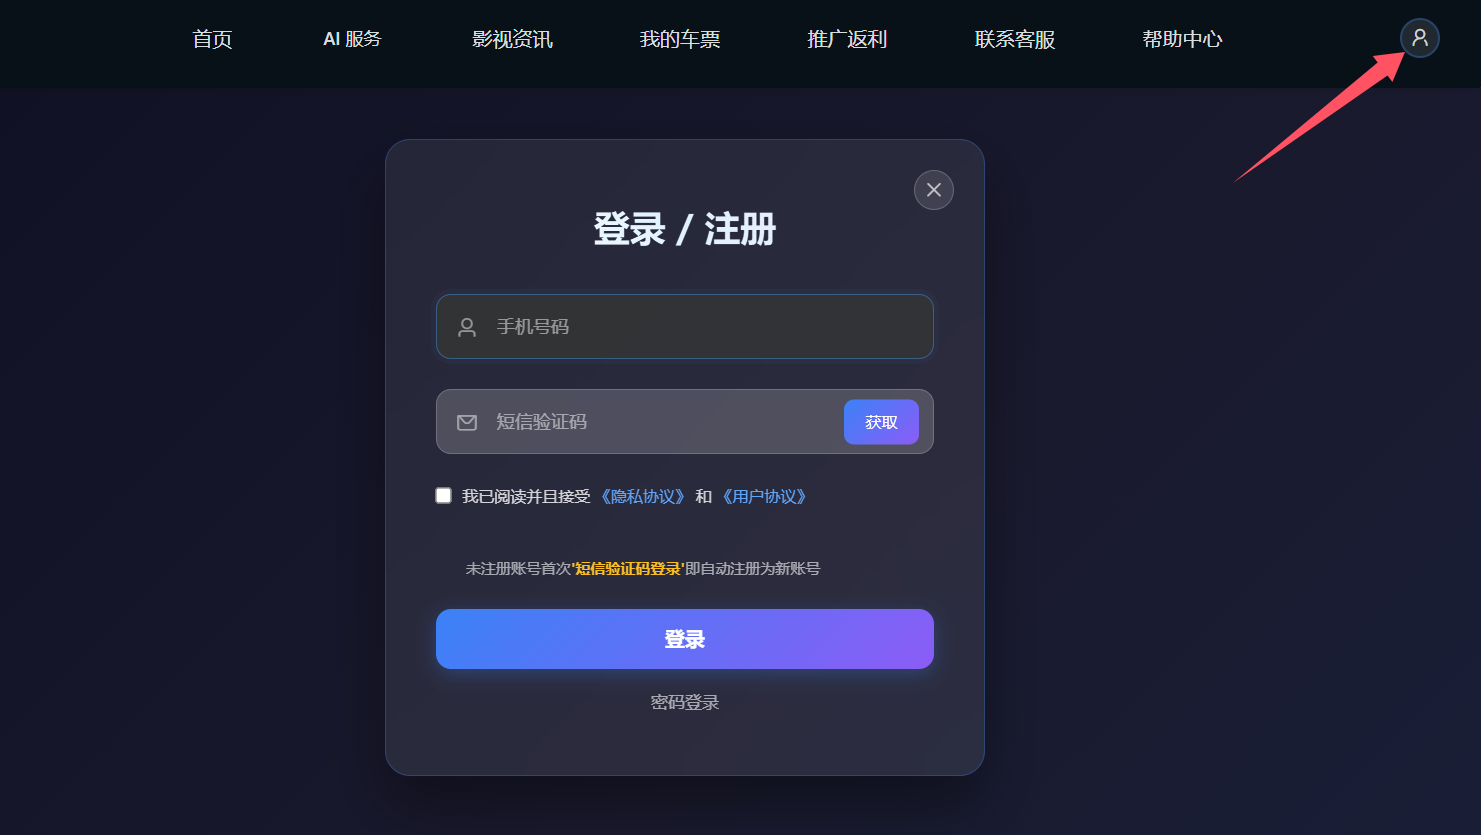 首页 AI 服务 影视资讯 我的车票 推广返利 联系客服 帮助中心
登录 / 注册
手机号码
短信验证码 获取
我已阅读并且接受 《隐私协议》 和 《用户协议》
未注册账号首次'短信验证码登录'即自动注册为新账号
登录
密码登录